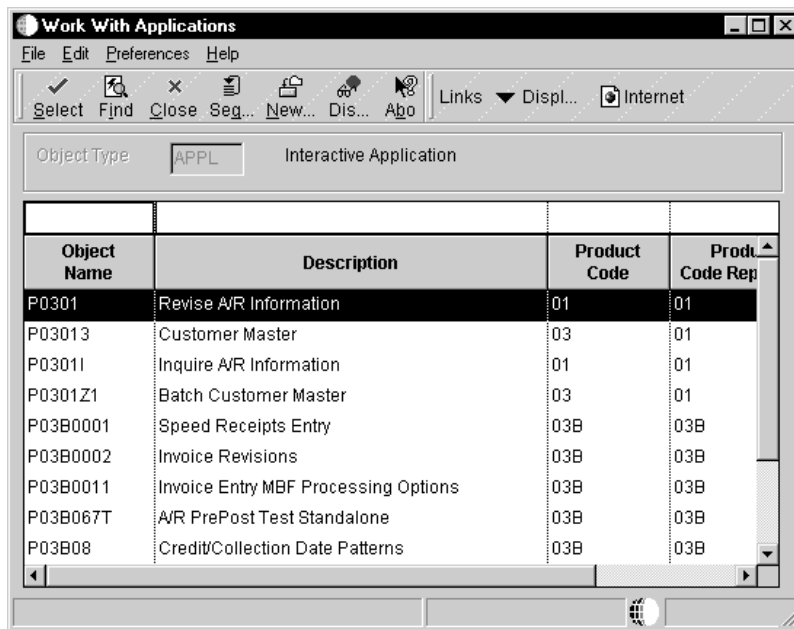 Work With Applications
File Edit Preferences Help
Select Find Close Seq... New... Dis... Abo Links Displ... Internet
Object Type APPL Interactive Application
Object Name Description Product Code Produ Code Rep
P0301 Revise A/R Information 01 01
P03013 Customer Master 03 01
P0301I Inquire A/R Information 01 01
P0301Z1 Batch Customer Master 03 01
P03B0001 Speed Receipts Entry 03B 03B
P03B0002 Invoice Revisions 03B 03B
P03B0011 Invoice Entry MBF Processing Options 03B 03B
P03B067T A/R PrePost Test Standalone 03B 03B
P03B08 Credit/Collection Date Patterns 03B 03B